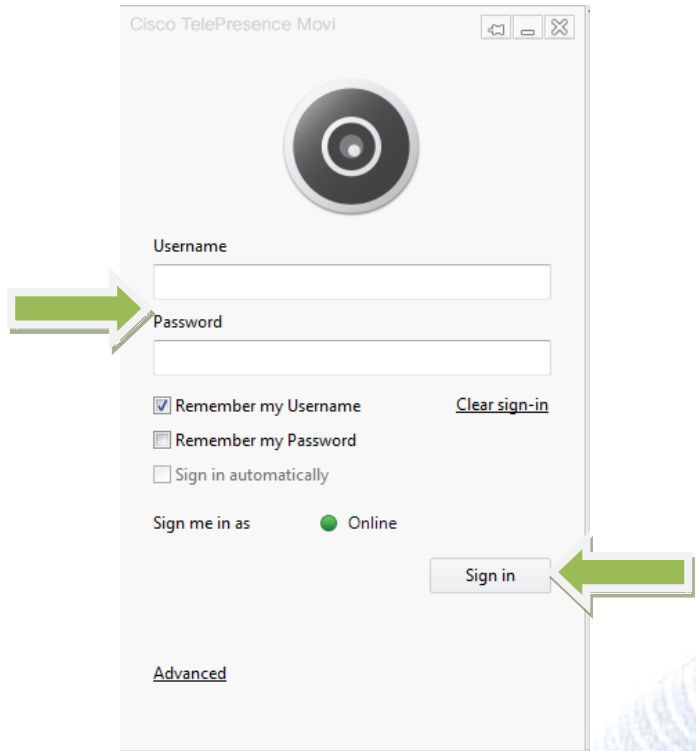 Cisco TelePresence Movi
Username
Password
Remember my Username Clear sign-in
Remember my Password
Sign in automatically
Sign me in as Online
Sign in
Advanced